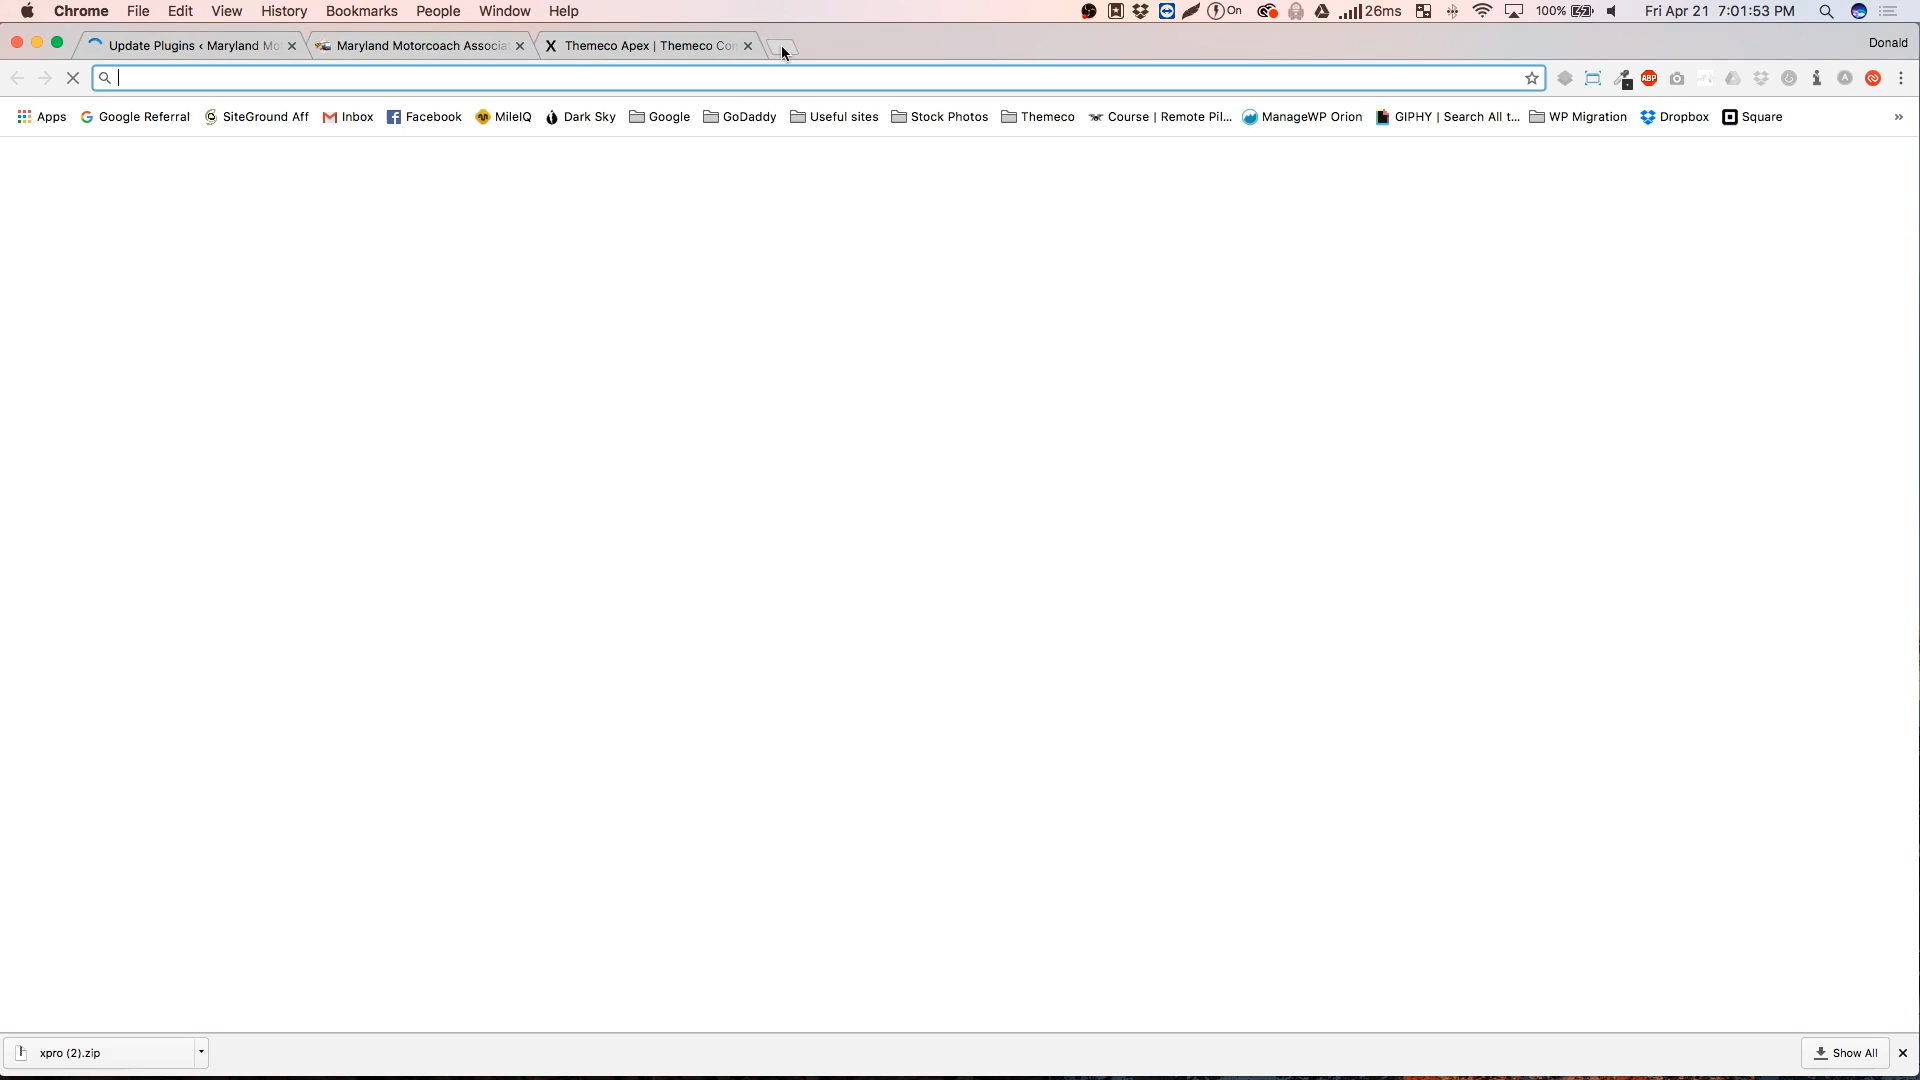 Chrome File Edit View History Bookmarks People Window Help On 26ms 100% Fri Apr 21 7:01:53 PM
Update Plugins ‹ Maryland Mo Maryland Motorcoach Associat Themeco Apex | Themeco Com Donald
Apps Google Referral SiteGround Aff Inbox Facebook MileIQ Dark Sky Google GoDaddy Useful sites Stock Photos Themeco Course | Remote Pil... ManageWP Orion GIPHY | Search All t... WP Migration Dropbox Square »
xpro (2).zip Show All